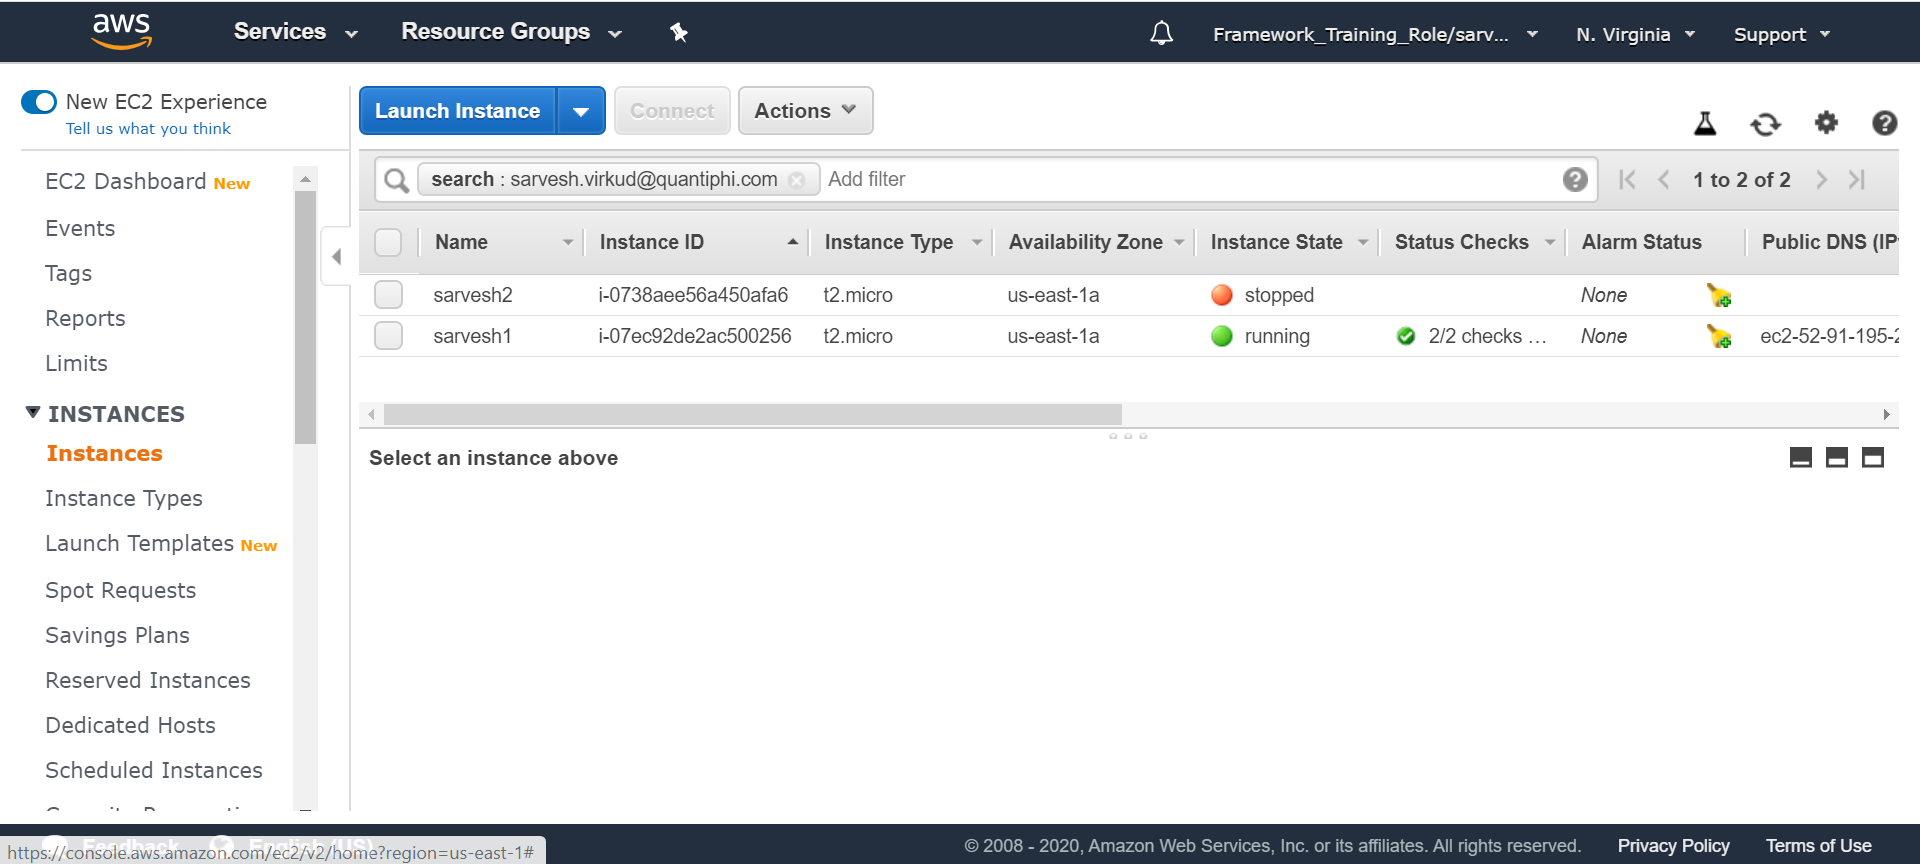 aws
Services
Resource Groups
Framework_Training_Role/sarv...
N. Virginia
Support
New EC2 Experience
Tell us what you think
EC2 Dashboard New
Events
Tags
Reports
Limits
INSTANCES
Instances
Instance Types
Launch Templates New
Spot Requests
Savings Plans
Reserved Instances
Dedicated Hosts
Scheduled Instances
Launch Instance
Connect
Actions
search : sarvesh.virkud@quantiphi.com
Add filter
1 to 2 of 2
Name Instance ID Instance Type Availability Zone Instance State Status Checks Alarm Status Public DNS (IP
sarvesh2 i-0738aee56a450afa6 t2.micro us-east-1a stopped None
sarvesh1 i-07ec92de2ac500256 t2.micro us-east-1a running 2/2 checks ... None ec2-52-91-195-2
Select an instance above
Feedback
English (US)
https://console.aws.amazon.com/ec2/v2/home?region=us-east-1#
© 2008 - 2020, Amazon Web Services, Inc. or its affiliates. All rights reserved.
Privacy Policy
Terms of Use